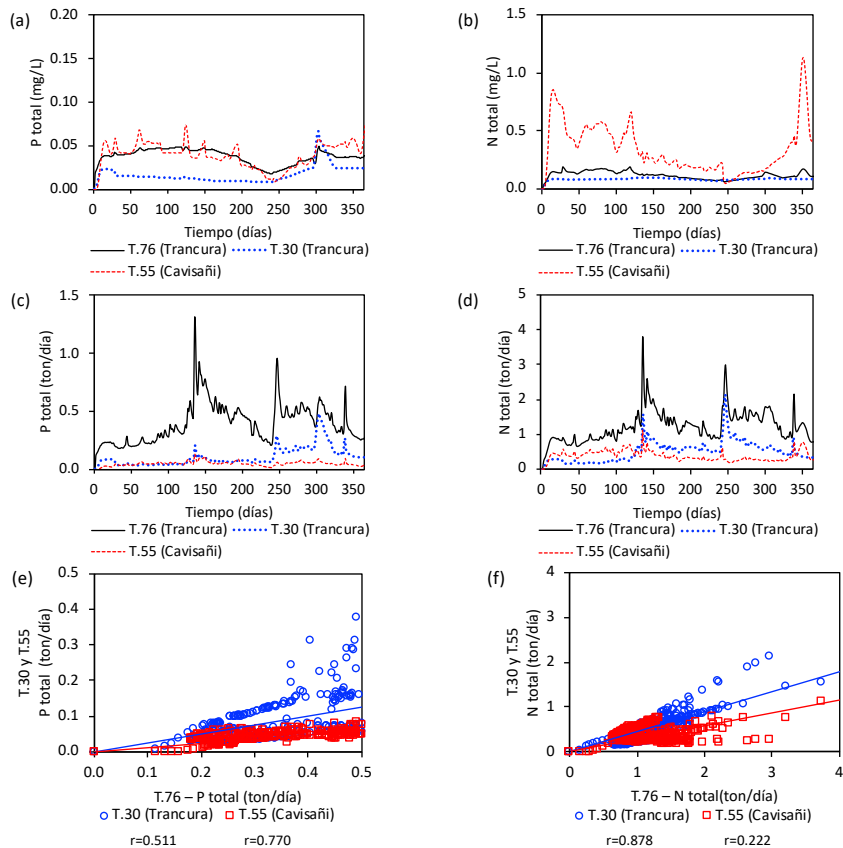 (a)
0.20
0.15
0.10
0.05
0.00
P total (mg/L)
0 50 100 150 200 250 300 350
Tiempo (días)
T.76 (Trancura) T.30 (Trancura)
T.55 (Cavisañi)
(b)
1.5
1.0
0.5
0.0
N total (mg/L)
0 50 100 150 200 250 300 350
Tiempo (días)
T.76 (Trancura) T.30 (Trancura)
T.55 (Cavisañi)
(c)
1.5
1.0
0.5
0.0
P total (ton/día)
0 50 100 150 200 250 300 350
Tiempo (días)
T.76 (Trancura) T.30 (Trancura)
T.55 (Cavisañi)
(d)
5
4
3
2
1
0
N total (ton/día)
0 50 100 150 200 250 300 350
Tiempo (días)
T.76 (Trancura) T.30 (Trancura)
T.55 (Cavisañi)
(e)
0.5
0.4
0.3
0.2
0.1
0.0
T.30 y T.55
P total (ton/día)
0.0 0.1 0.2 0.3 0.4 0.5
T.76 – P total (ton/día)
T.30 (Trancura) T.55 (Cavisañi)
r=0.511 r=0.770
(f)
4
3
2
1
0
T.30 y T.55
N total (ton/día)
0 1 2 3 4
T.76 – N total(ton/día)
T.30 (Trancura) T.55 (Cavisañi)
r=0.878 r=0.222